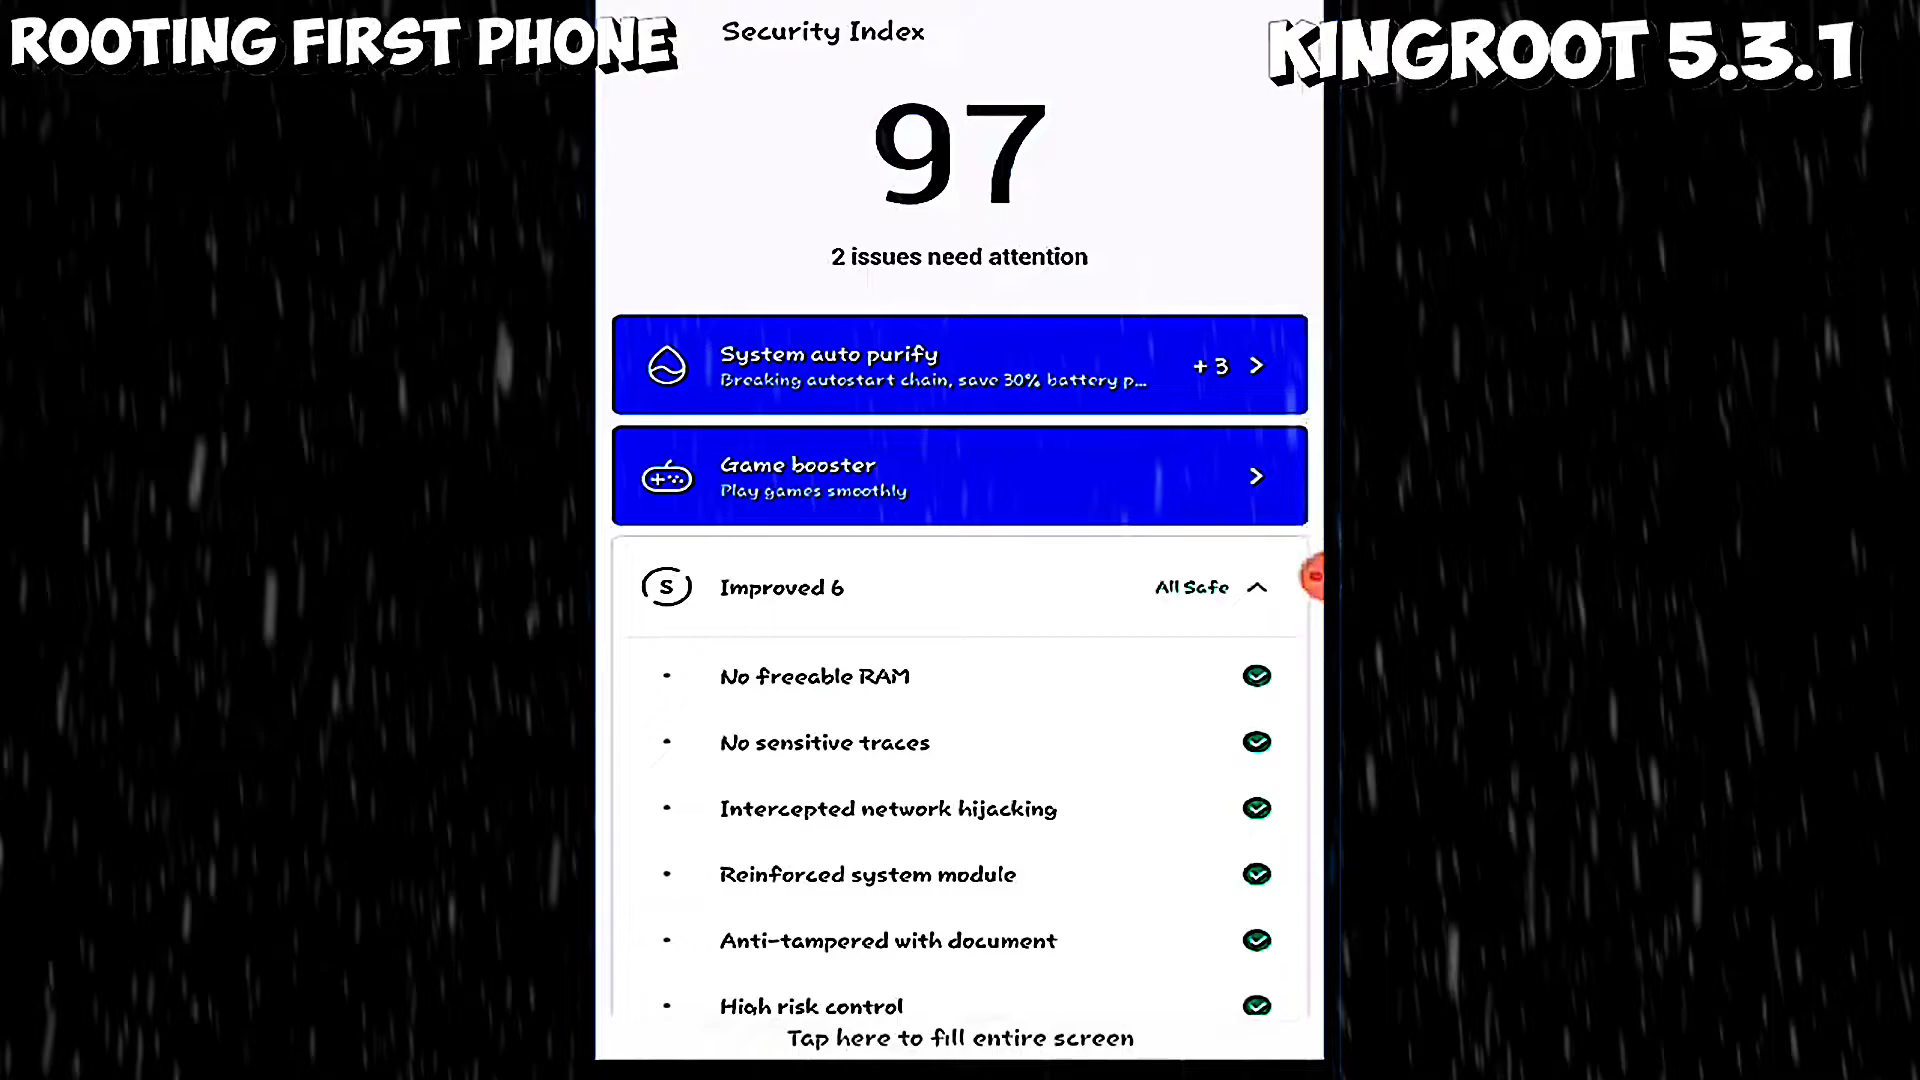 ROOTING FIRST PHONE
KINGROOT 5.3.1
Security Index
97
2 issues need attention
System auto purify
Breaking autostart chain, save 30% battery p...
+ 3
Game booster
Play games smoothly
S
Improved 6
All Safe
No freeable RAM
No sensitive traces
Intercepted network hijacking
Reinforced system module
Anti-tampered with document
High risk control
Tap here to fill entire screen